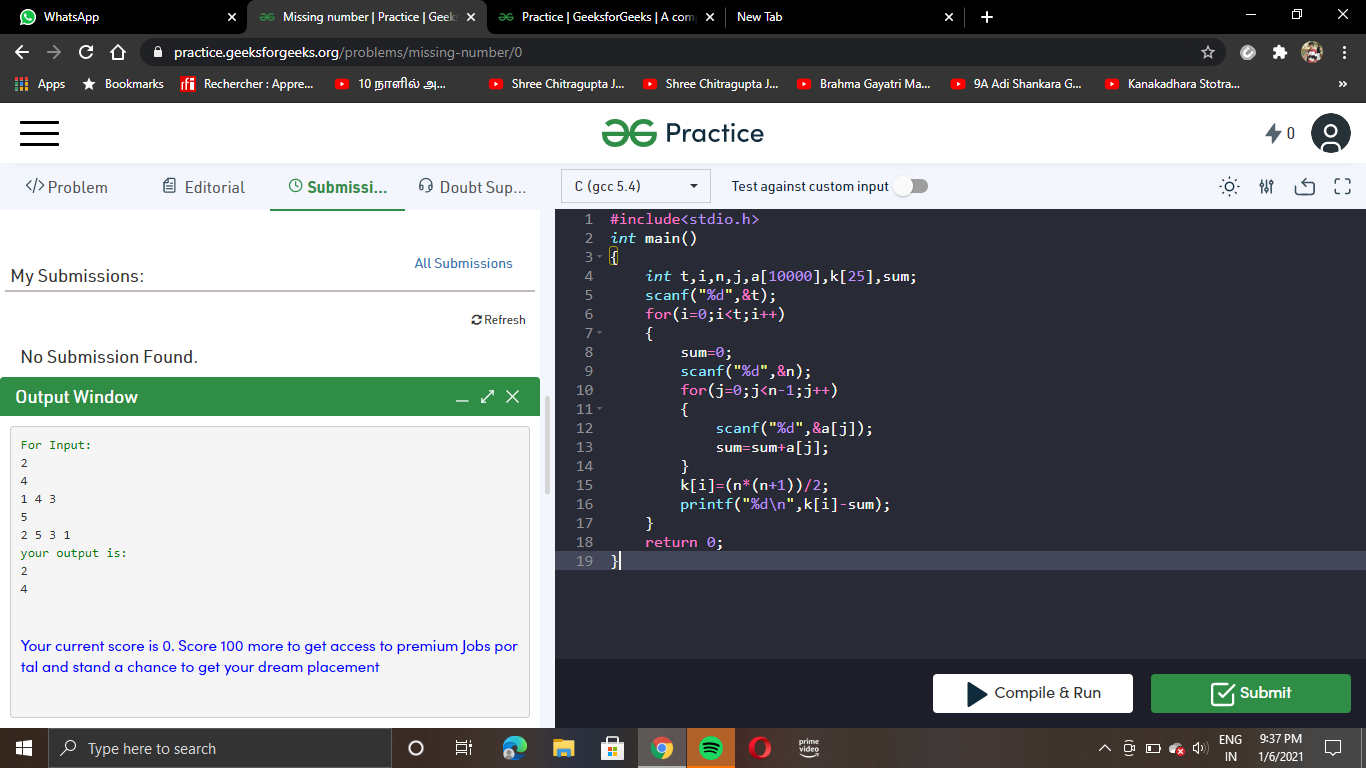 WhatsApp
Missing number | Practice | Geeks
Practice | GeeksforGeeks | A com
New Tab
practice.geeksforgeeks.org/problems/missing-number/0
Apps
Bookmarks
rfi
Rechercher : Appre...
10 நாளில் அ...
Shree Chitragupta J...
Shree Chitragupta J...
Brahma Gayatri Ma...
9A Adi Shankara G...
Kanakadhara Stotra...
»
Practice
0
</> Problem
Editorial
Submissi...
Doubt Sup...
C (gcc 5.4)
Test against custom input
My Submissions:
All Submissions
Refresh
No Submission Found.
Output Window
For Input:
2
4
1 4 3
5
2 5 3 1
your output is:
2
4
Your current score is 0. Score 100 more to get access to premium Jobs por
tal and stand a chance to get your dream placement
1 #include<stdio.h>
2 int main()
3 {
4 int t,i,n,j,a[10000],k[25],sum;
5 scanf("%d",&t);
6 for(i=0;i<t;i++)
7 {
8 sum=0;
9 scanf("%d",&n);
10 for(j=0;j<n-1;j++)
11 {
12 scanf("%d",&a[j]);
13 sum=sum+a[j];
14 }
15 k[i]=(n*(n+1))/2;
16 printf("%d\n",k[i]-sum);
17 }
18 return 0;
19 }
Compile & Run
Submit
Type here to search
prime
video
ENG
IN
9:37 PM
1/6/2021